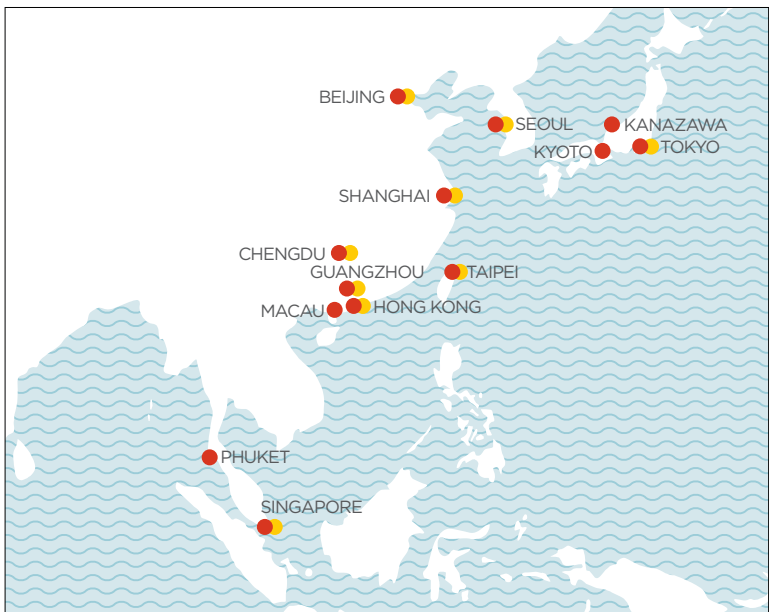 BEIJING
SEOUL
KANAZAWA
KYOTO
TOKYO
SHANGHAI
CHENGDU
GUANGZHOU
TAIPEI
MACAU
HONG KONG
PHUKET
SINGAPORE